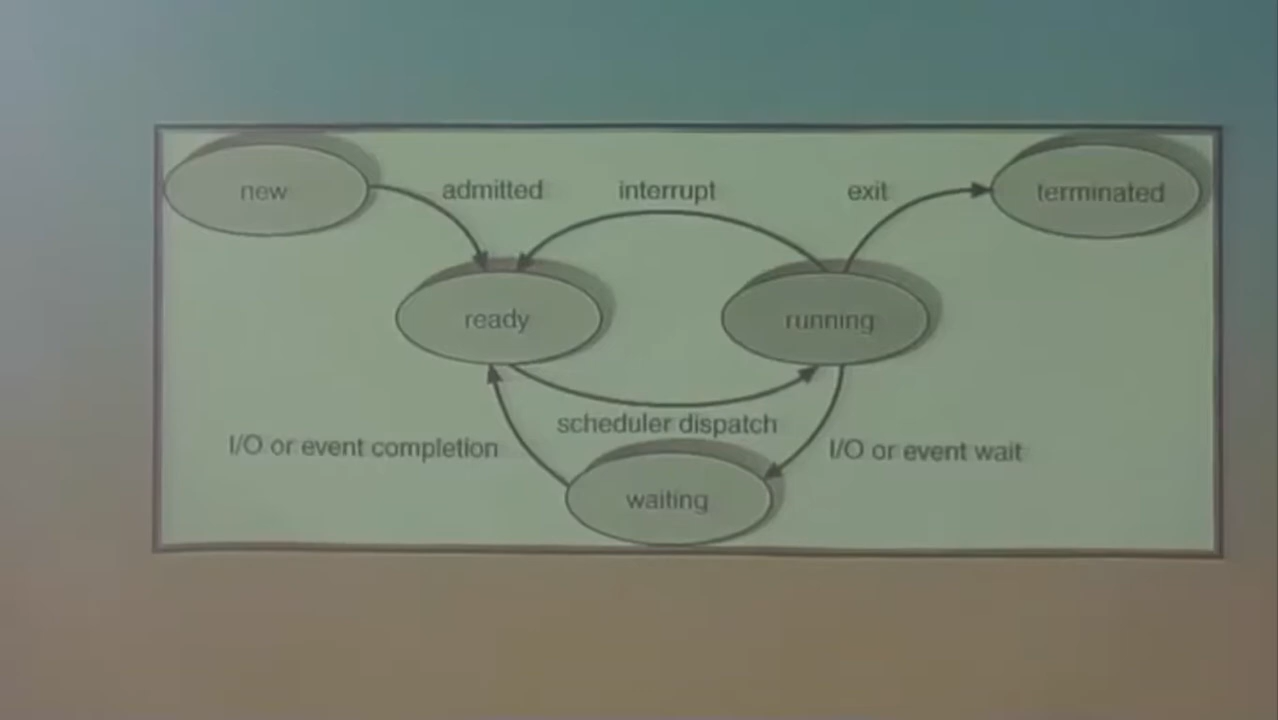 new
admitted
interrupt
exit
terminated
ready
running
scheduler dispatch
I/O or event completion
I/O or event wait
waiting